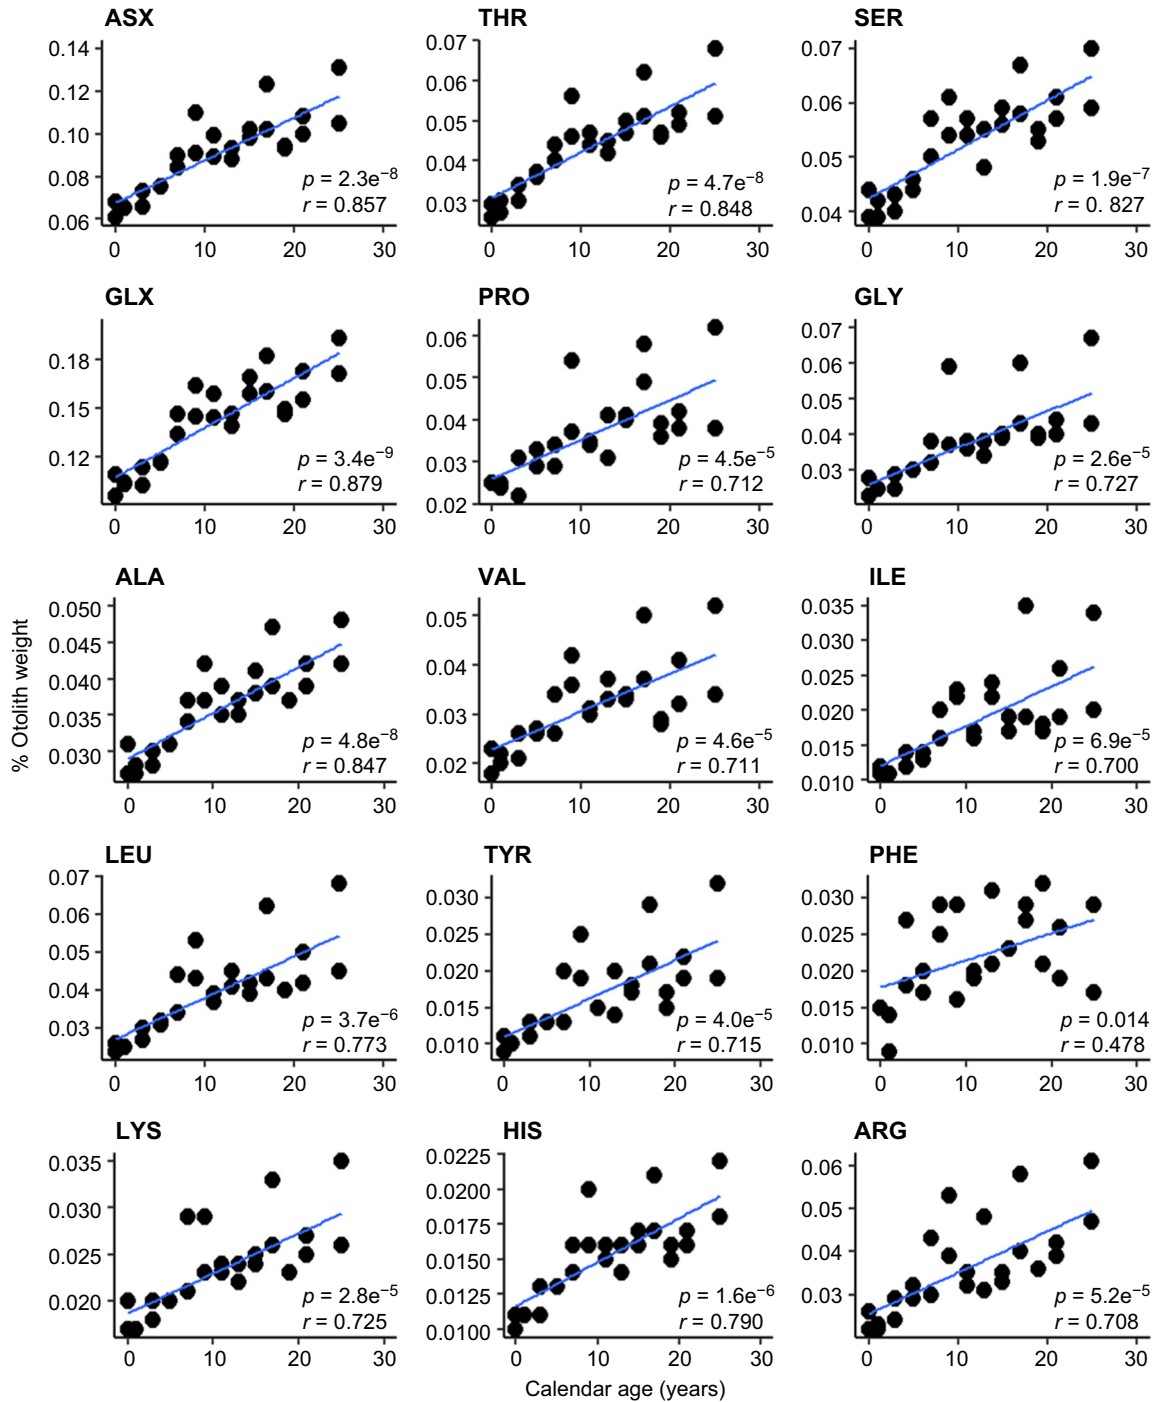 ASX THR SER
0.14 0.12 0.10 0.08 0.06
p = 2.3e−8
r = 0.857
0 10 20 30
0.07 0.06 0.05 0.04 0.03
p = 4.7e−8
r = 0.848
0 10 20 30
0.07 0.06 0.05 0.04
p = 1.9e−7
r = 0. 827
0 10 20 30
GLX PRO GLY
0.18 0.15 0.12
p = 3.4e−9
r = 0.879
0 10 20 30
0.06 0.05 0.04 0.03 0.02
p = 4.5e−5
r = 0.712
0 10 20 30
0.07 0.06 0.05 0.04 0.03
p = 2.6e−5
r = 0.727
0 10 20 30
% Otolith weight
ALA VAL ILE
0.050 0.045 0.040 0.035 0.030
p = 4.8e−8
r = 0.847
0 10 20 30
0.05 0.04 0.03 0.02
p = 4.6e−5
r = 0.711
0 10 20 30
0.035 0.030 0.025 0.020 0.015 0.010
p = 6.9e−5
r = 0.700
0 10 20 30
LEU TYR PHE
0.07 0.06 0.05 0.04 0.03
p = 3.7e−6
r = 0.773
0 10 20 30
0.030 0.025 0.020 0.015 0.010
p = 4.0e−5
r = 0.715
0 10 20 30
0.030 0.025 0.020 0.015 0.010
p = 0.014
r = 0.478
0 10 20 30
LYS HIS ARG
0.035 0.030 0.025 0.020
p = 2.8e−5
r = 0.725
0 10 20 30
0.0225 0.0200 0.0175 0.0150 0.0125 0.0100
p = 1.6e−6
r = 0.790
0 10 20 30
0.06 0.05 0.04 0.03
p = 5.2e−5
r = 0.708
0 10 20 30
Calendar age (years)